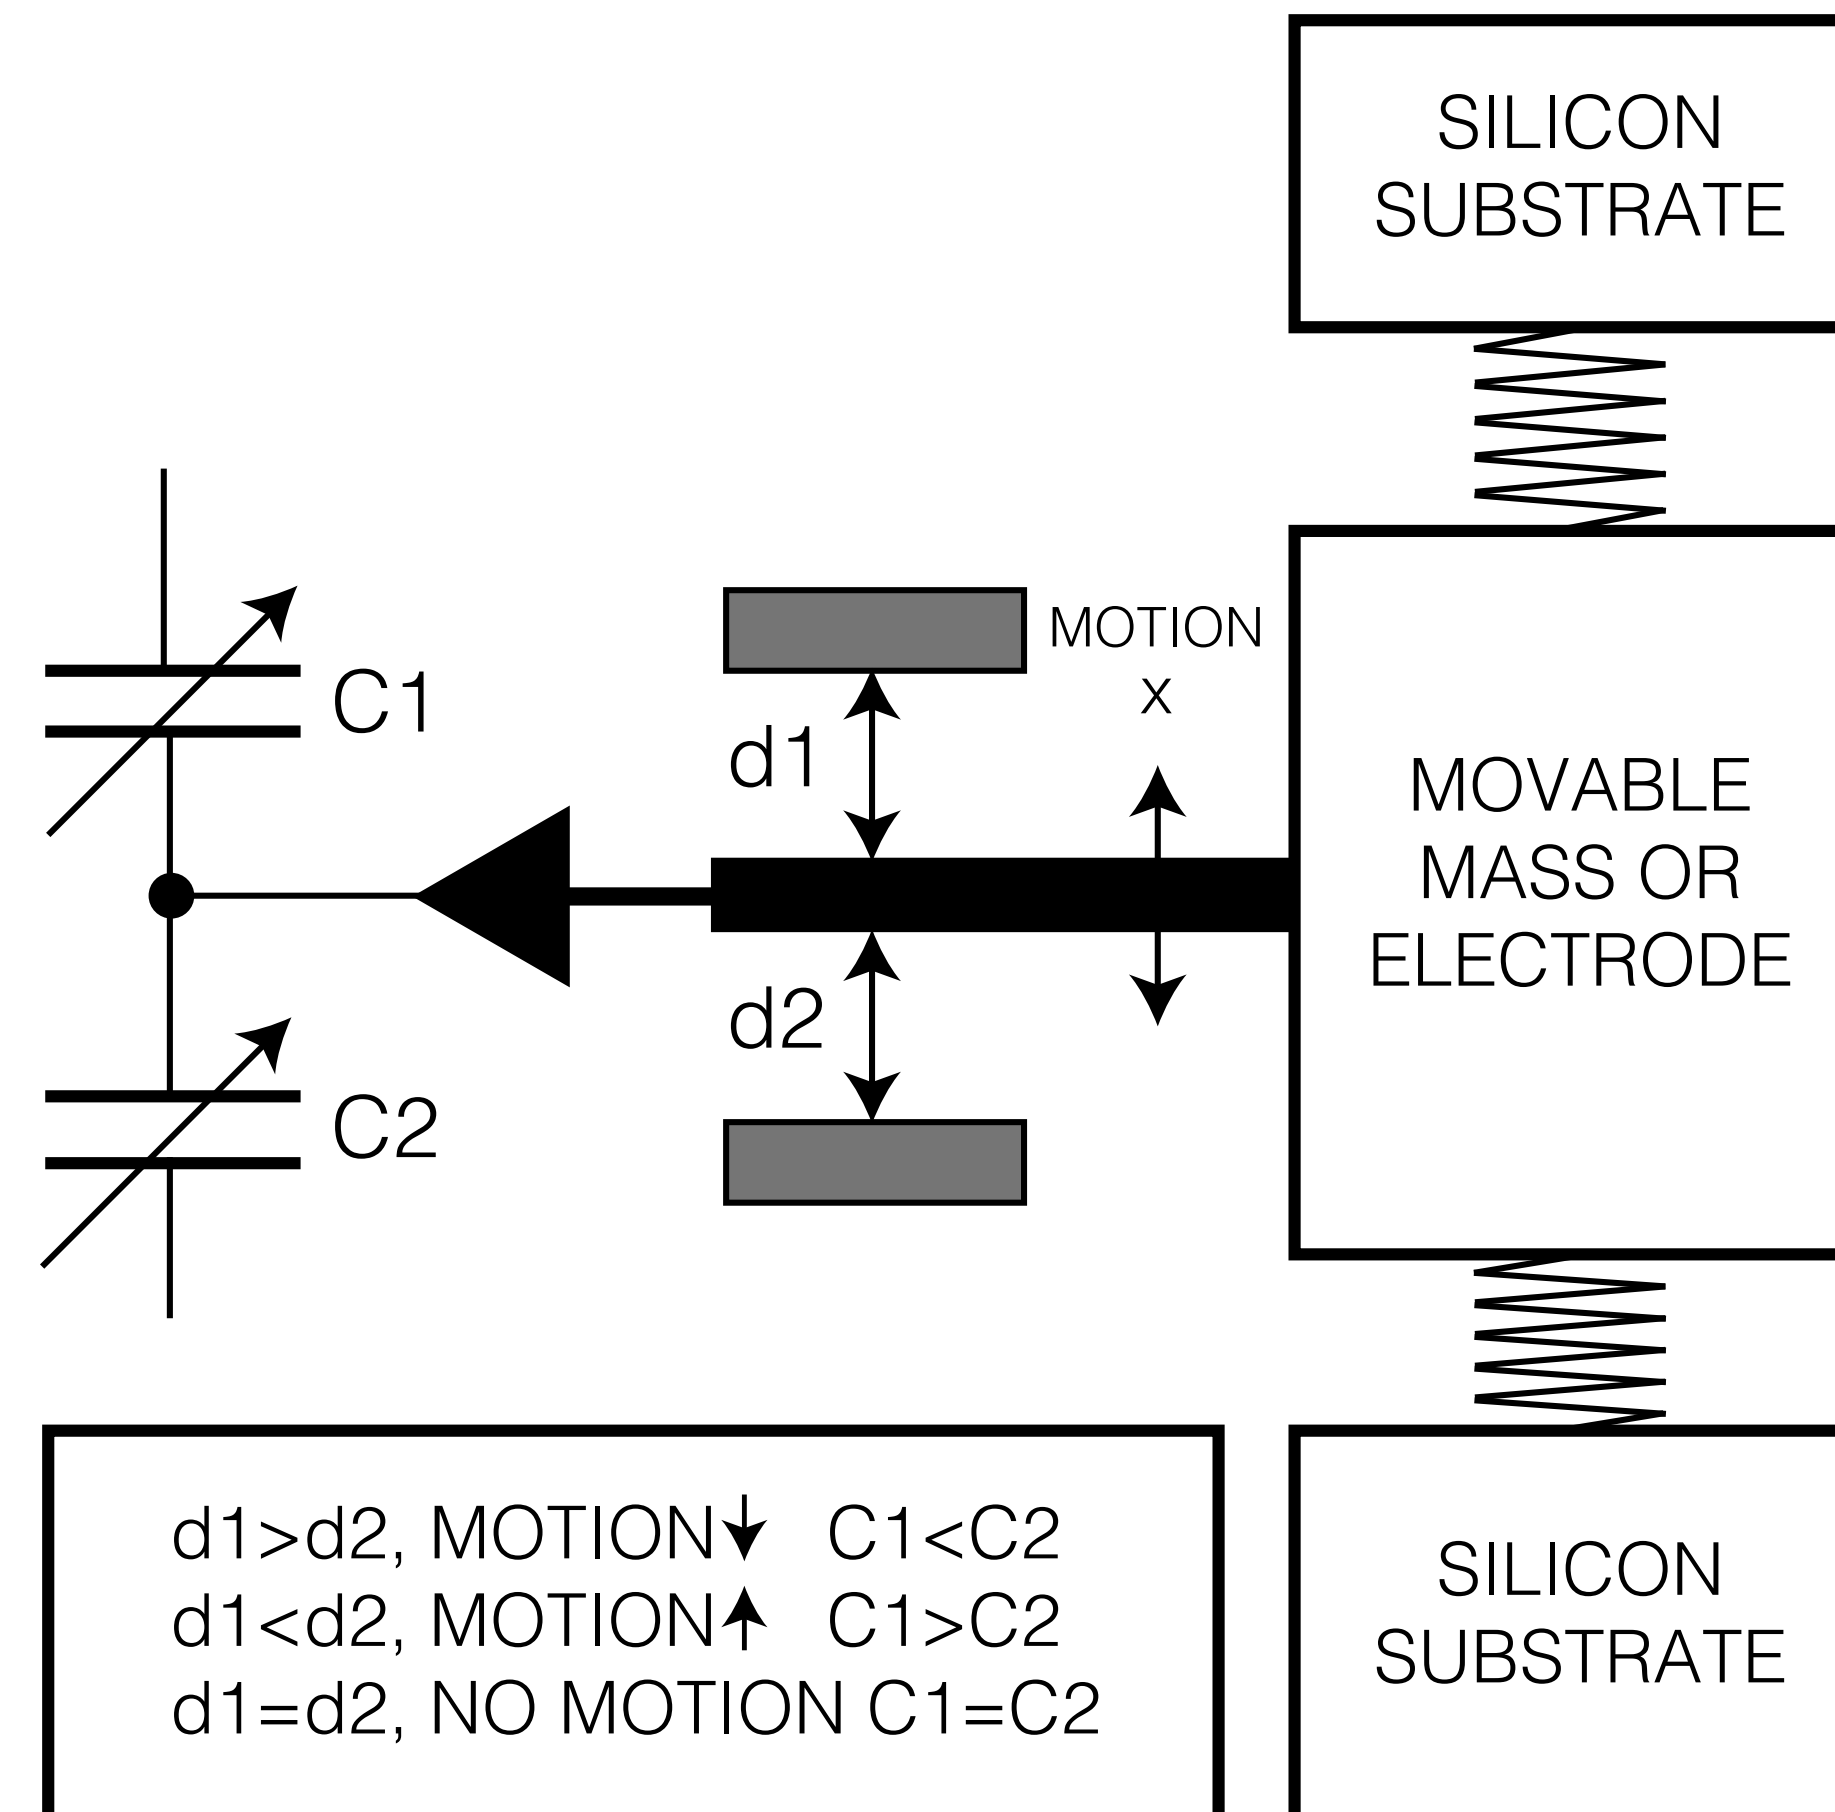 SILICON
SUBSTRATE
C1
MOTION
x
d1
MOVABLE
MASS OR
ELECTRODE
d2
C2
d1>d2, MOTION↓ C1<C2
d1<d2, MOTION↑ C1>C2
d1=d2, NO MOTION C1=C2
SILICON
SUBSTRATE